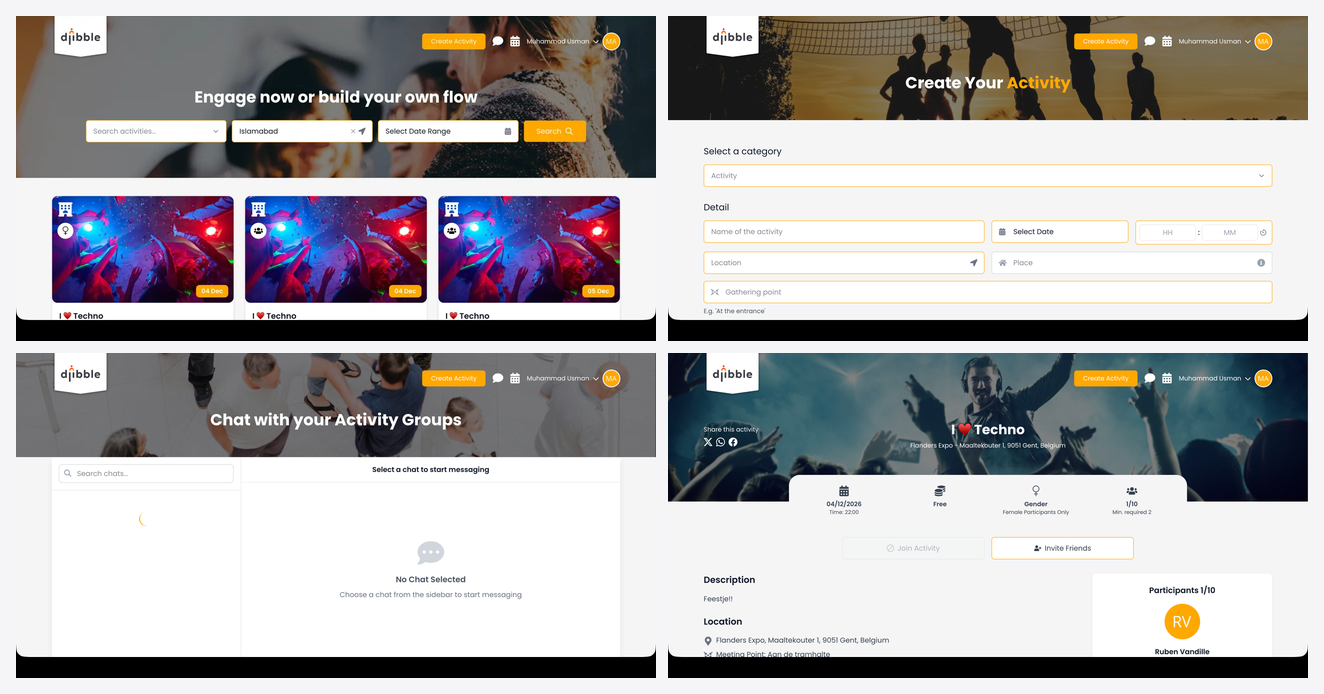 djibble
Create Activity
Muhammad Usman
MA
Engage now or build your own flow
Search activities..
Islamabad
Select Date Range
Search
04 Dec
04 Dec
05 Dec
I ❤️ Techno
I ❤️ Techno
I ❤️ Techno
djibble
Create Activity
Muhammad Usman
MA
Create Your Activity
Select a category
Activity
Detail
Name of the activity
Select Date
HH : MM
Location
Place
Gathering point
E.g. 'At the entrance'
djibble
Create Activity
Muhammad Usman
MA
Chat with your Activity Groups
Search chats...
Select a chat to start messaging
No Chat Selected
Choose a chat from the sidebar to start messaging
djibble
Create Activity
Muhammad Usman
MA
Share this activity
I ❤️ Techno
Flanders Expo - Maaltekouter 1, 9051 Gent, Belgium
04/12/2026
Time: 22:00
Free
Gender
Female Participants Only
1/10
Min. required 2
Join Activity
Invite Friends
Description
Feestje!!
Location
Flanders Expo, Maaltekouter 1, 9051 Gent, Belgium
Meeting Point: Aan de tramhalte
Participants 1/10
RV
Ruben Vandille